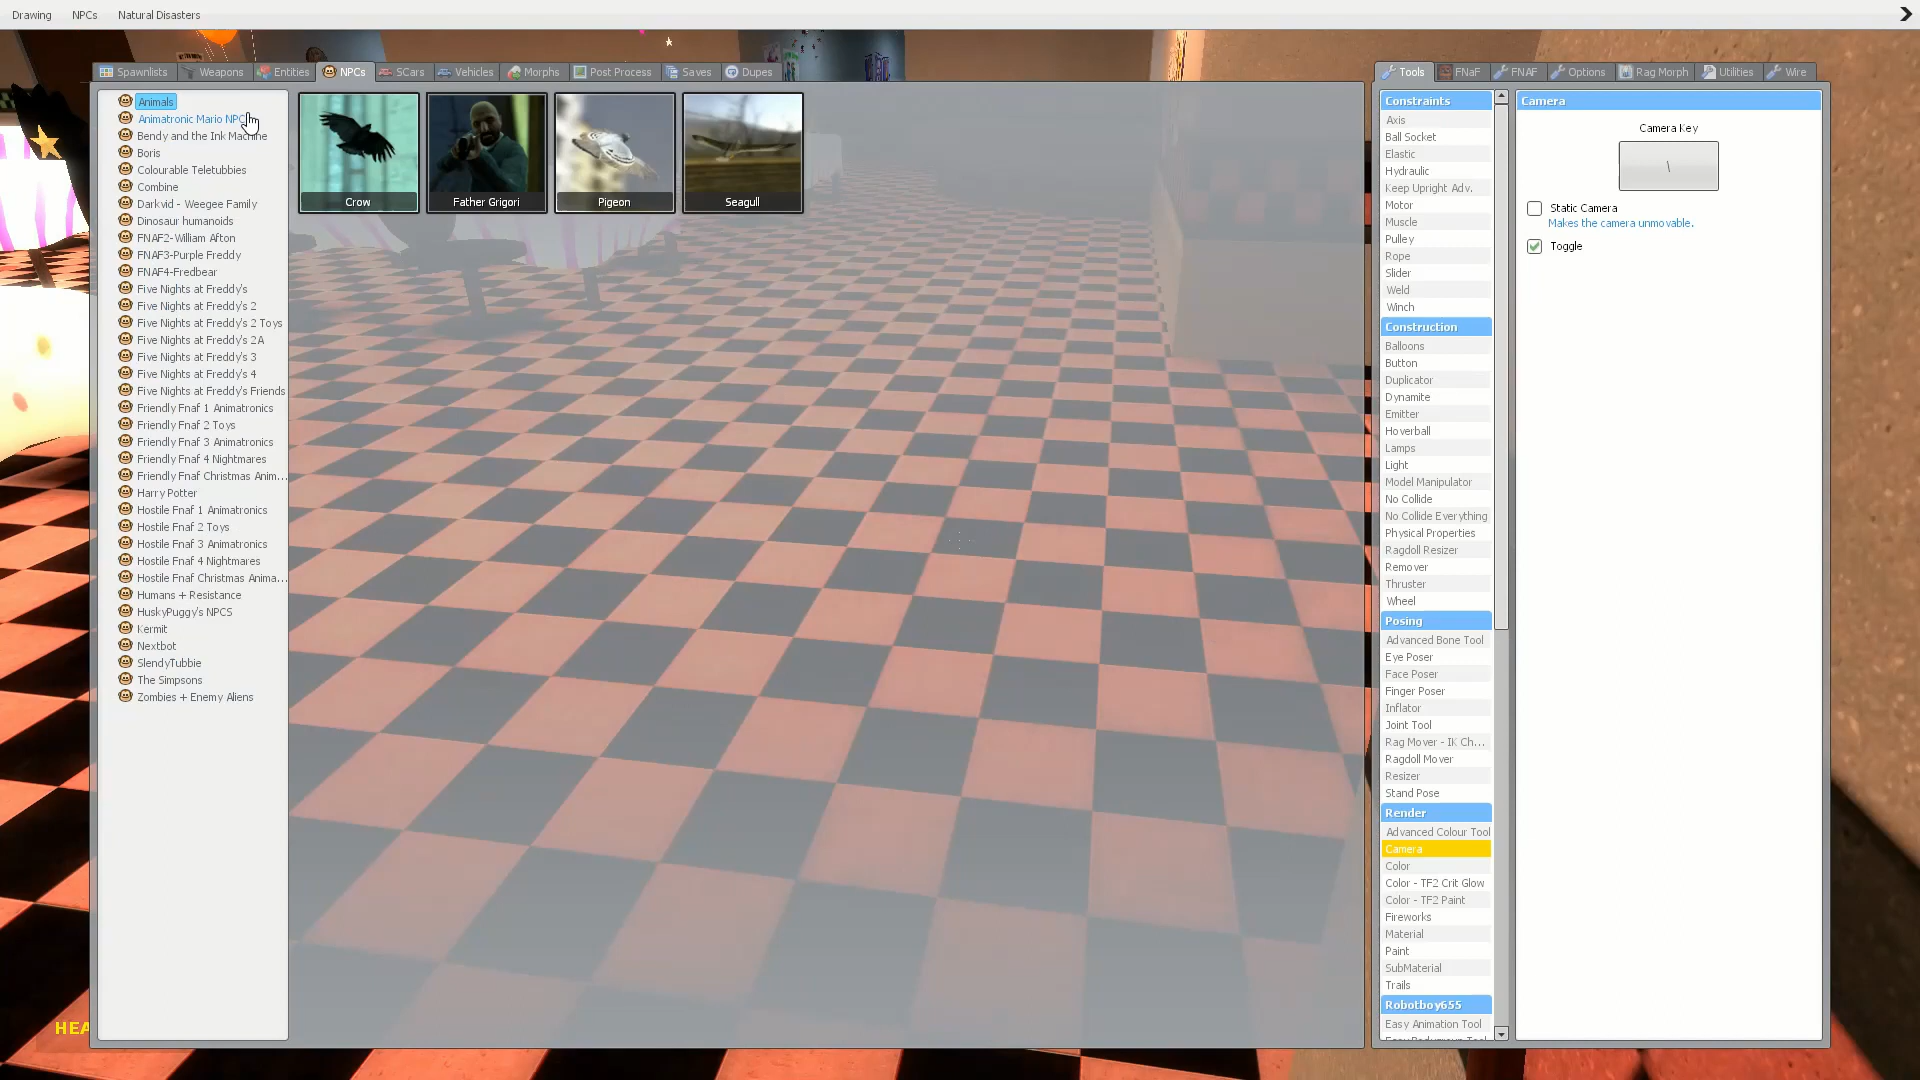 Drawing NPCs Natural Disasters
Spawnlists Weapons Entities NPCs SCars Vehicles Morphs Post Process Saves Dupes
Animals
Animatronic Mario NPC
Bendy and the Ink Machine
Boris
Colourable Teletubbies
Combine
Darkvid - Weegee Family
Dinosaur humanoids
FNAF2-William Afton
FNAF3-Purple Freddy
FNAF4-Fredbear
Five Nights at Freddy's
Five Nights at Freddy's 2
Five Nights at Freddy's 2 Toys
Five Nights at Freddy's 2A
Five Nights at Freddy's 3
Five Nights at Freddy's 4
Five Nights at Freddy's Friends
Friendly Fnaf 1 Animatronics
Friendly Fnaf 2 Toys
Friendly Fnaf 3 Animatronics
Friendly Fnaf 4 Nightmares
Friendly Fnaf Christmas Anim...
Harry Potter
Hostile Fnaf 1 Animatronics
Hostile Fnaf 2 Toys
Hostile Fnaf 3 Animatronics
Hostile Fnaf 4 Nightmares
Hostile Fnaf Christmas Anima...
Humans + Resistance
HuskyPuggy's NPCS
Kermit
Nextbot
SlendyTubbie
The Simpsons
Zombies + Enemy Aliens
Crow Father Grigori Pigeon Seagull
HEA
Tools FNaF FNAF Options Rag Morph Utilities Wire
Constraints
Axis
Ball Socket
Elastic
Hydraulic
Keep Upright Adv.
Motor
Muscle
Pulley
Rope
Slider
Weld
Winch
Construction
Balloons
Button
Duplicator
Dynamite
Emitter
Hoverball
Lamps
Light
Model Manipulator
No Collide
No Collide Everything
Physical Properties
Ragdoll Resizer
Remover
Thruster
Wheel
Posing
Advanced Bone Tool
Eye Poser
Face Poser
Finger Poser
Inflator
Joint Tool
Rag Mover - IK Ch...
Ragdoll Mover
Resizer
Stand Pose
Render
Advanced Colour Tool
Camera
Color
Color - TF2 Crit Glow
Color - TF2 Paint
Fireworks
Material
Paint
SubMaterial
Trails
Robotboy655
Easy Animation Tool
Camera
Camera Key
\
Static Camera
Makes the camera unmovable.
Toggle